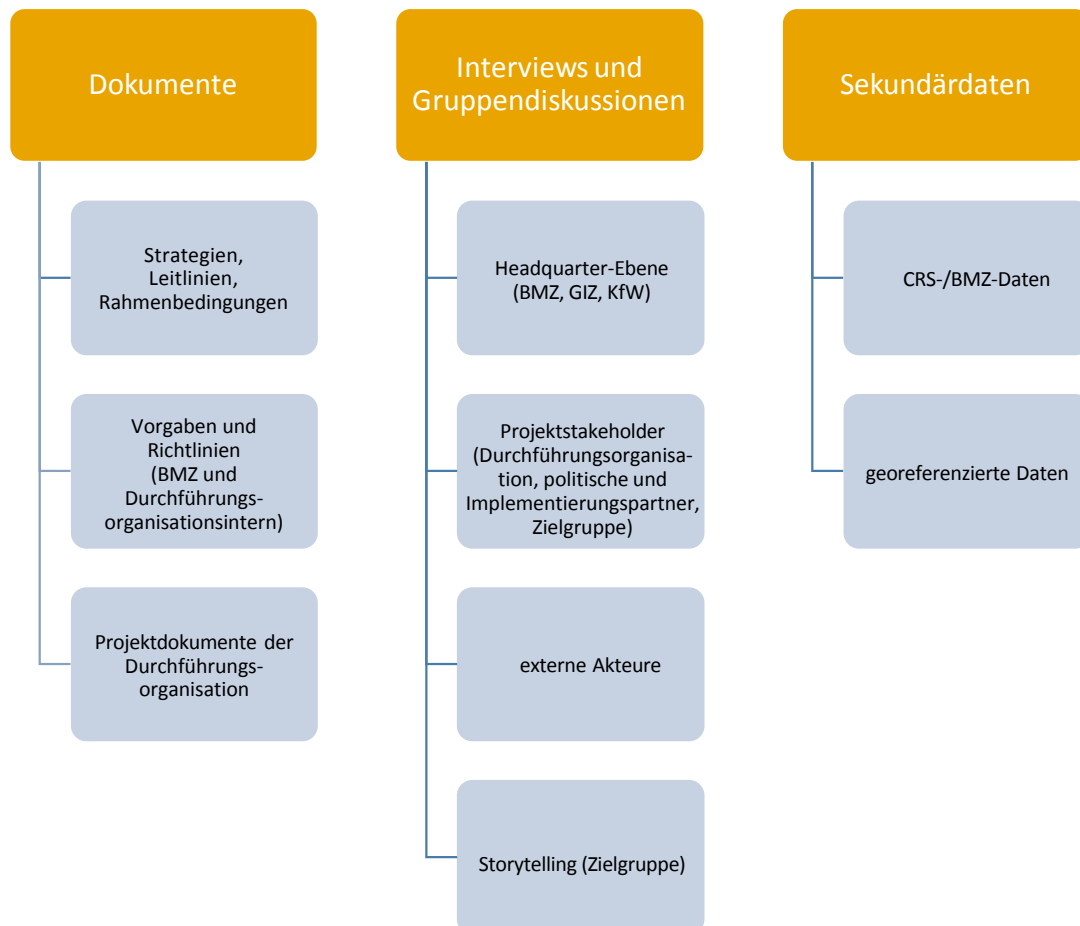 Dokumente
Strategien,
Leitlinien,
Rahmenbedingungen
Vorgaben und
Richtlinien
(BMZ und
Durchführungs-
organisationsintern)
Projektdokumente der
Durchführungs-
organisation
Interviews und
Gruppendiskussionen
Headquarter-Ebene
(BMZ, GIZ, KfW)
Projektstakeholder
(Durchführungsorganisa-
tion, politische und
Implementierungspartner,
Zielgruppe)
externe Akteure
Storytelling (Zielgruppe)
Sekundärdaten
CRS-/BMZ-Daten
georeferenzierte Daten